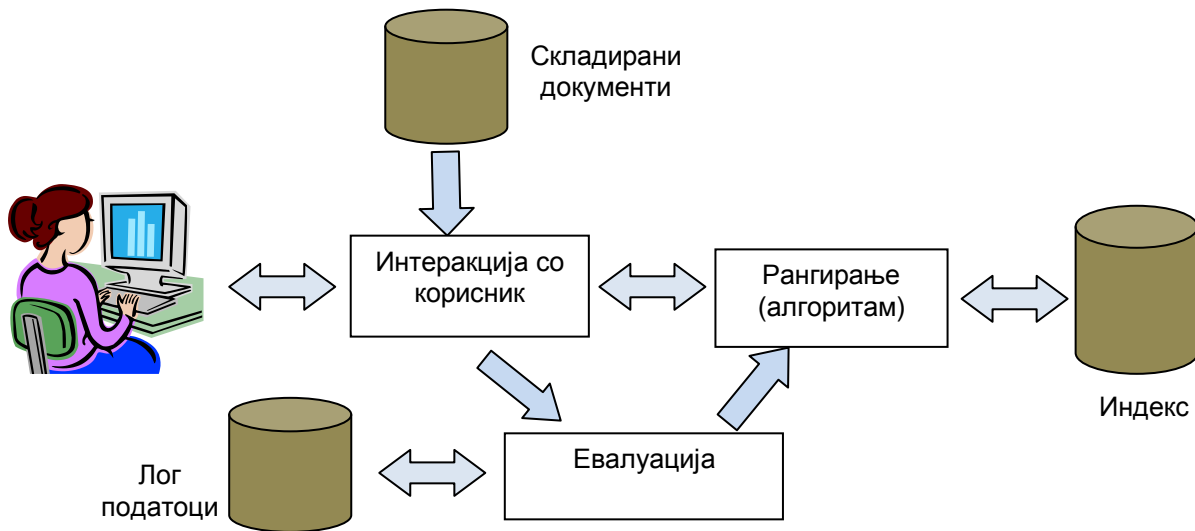 Складирани
документи
Интеракција со
корисник
Рангирање
(алгоритам)
Индекс
Евалуација
Лог
податоци